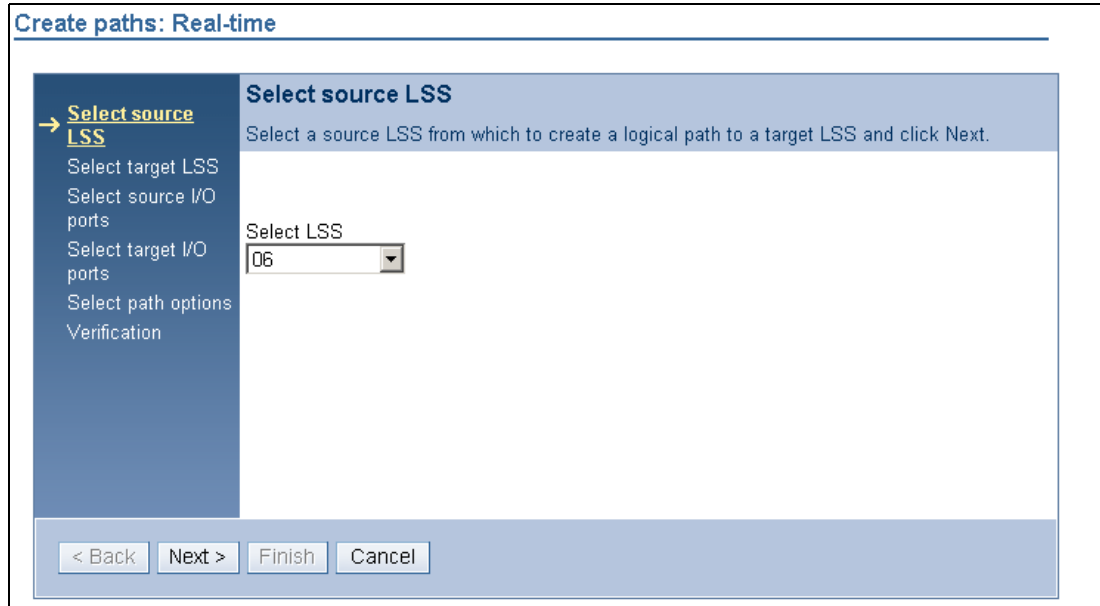 Create paths: Real-time
Select source
LSS
Select target LSS
Select source I/O
ports
Select target I/O
ports
Select path options
Verification
Select source LSS
Select a source LSS from which to create a logical path to a target LSS and click Next.
Select LSS
06
< Back Next > Finish Cancel